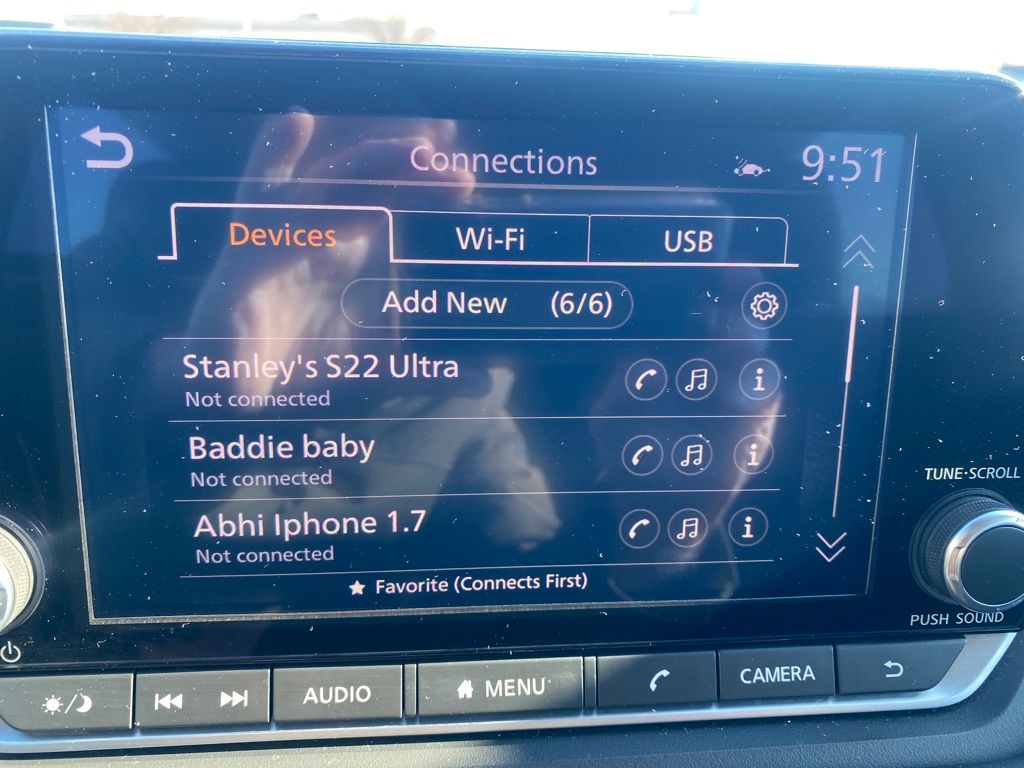 Connections
9:51
Devices
Wi-Fi
USB
Add New (6/6)
Stanley's S22 Ultra
Not connected
Baddie baby
Not connected
Abhi Iphone 1.7
Not connected
Favorite (Connects First)
TUNE·SCROLL
PUSH SOUND
AUDIO
MENU
CAMERA